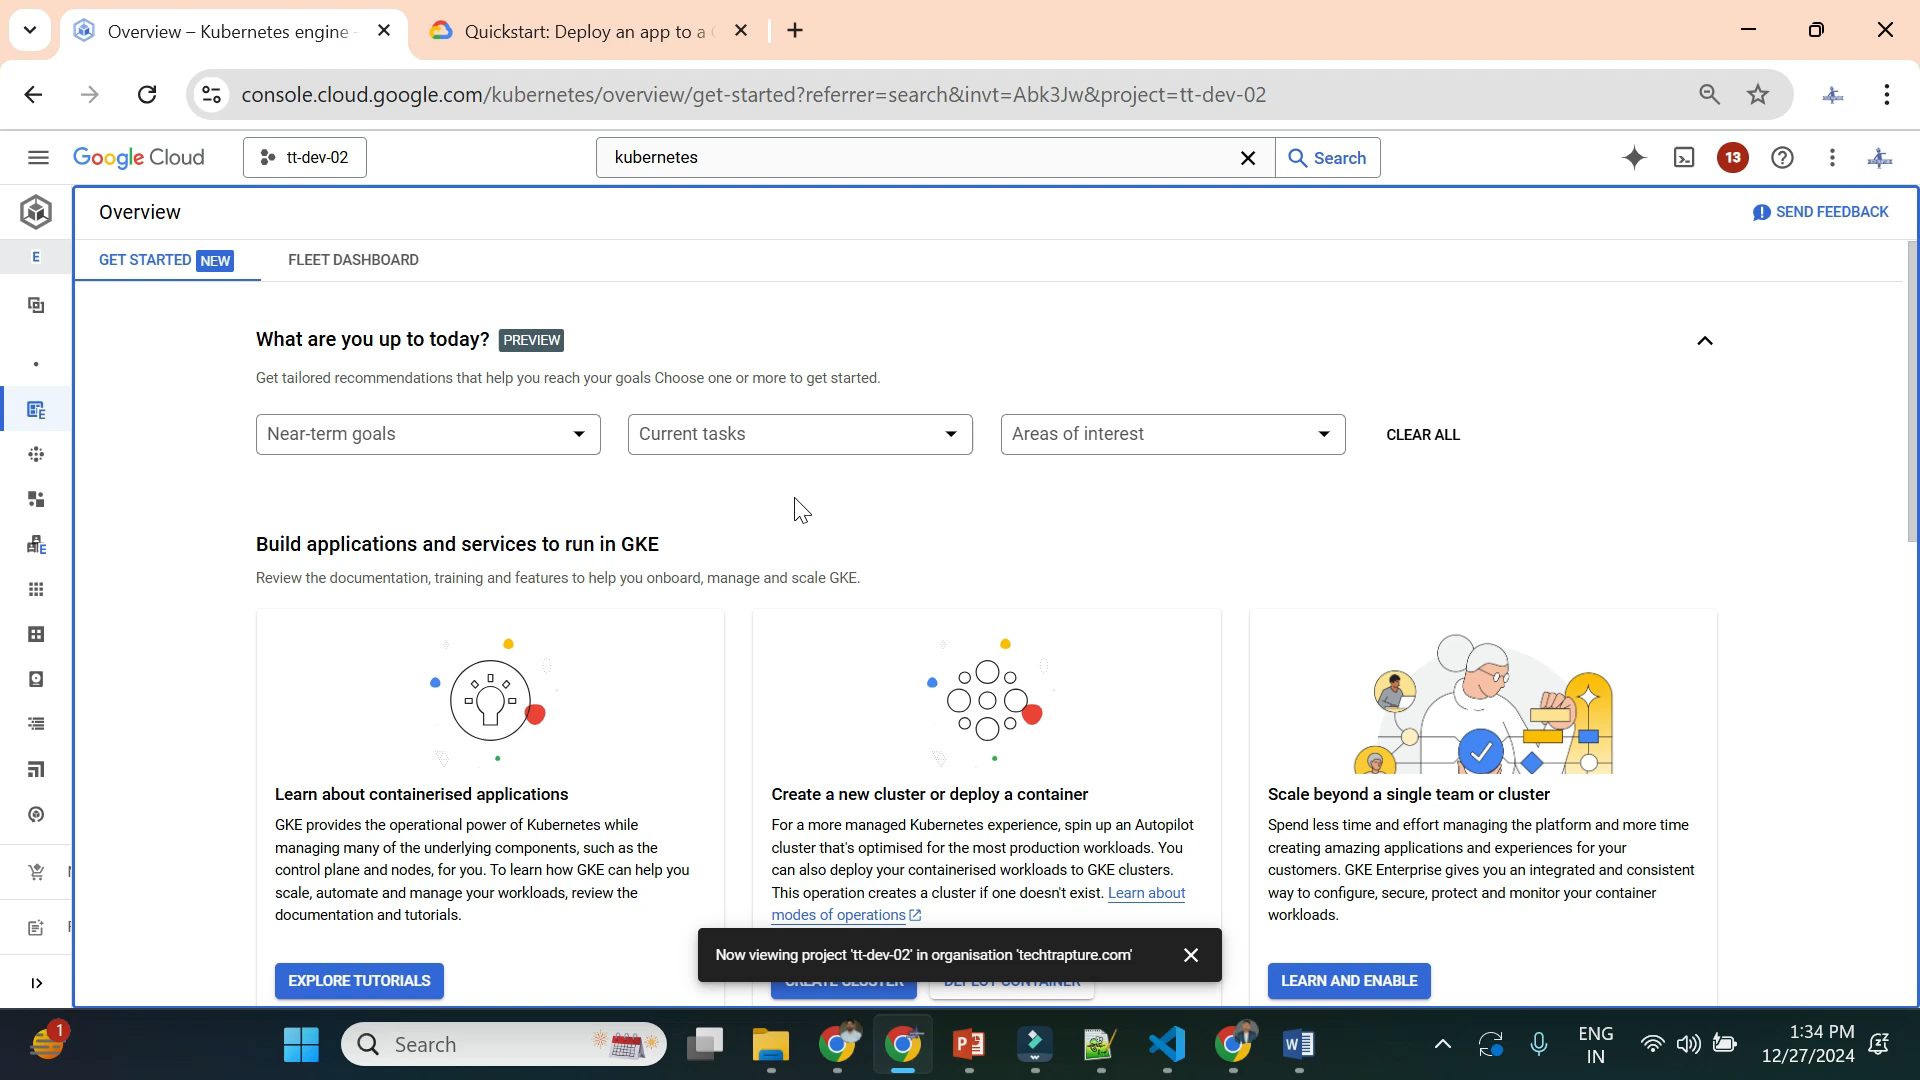 Overview – Kubernetes engine
Quickstart: Deploy an app to a
console.cloud.google.com/kubernetes/overview/get-started?referrer=search&invt=Abk3Jw&project=tt-dev-02
Google Cloud
tt-dev-02
kubernetes
Search
13
Overview
SEND FEEDBACK
E
GET STARTED NEW
FLEET DASHBOARD
What are you up to today? PREVIEW
Get tailored recommendations that help you reach your goals Choose one or more to get started.
Near-term goals
Current tasks
Areas of interest
CLEAR ALL
Build applications and services to run in GKE
Review the documentation, training and features to help you onboard, manage and scale GKE.
Learn about containerised applications
GKE provides the operational power of Kubernetes while
managing many of the underlying components, such as the
control plane and nodes, for you. To learn how GKE can help you
scale, automate and manage your workloads, review the
documentation and tutorials.
EXPLORE TUTORIALS
Create a new cluster or deploy a container
For a more managed Kubernetes experience, spin up an Autopilot
cluster that's optimised for the most production workloads. You
can also deploy your containerised workloads to GKE clusters.
This operation creates a cluster if one doesn't exist. Learn about
modes of operations
CREATE CLUSTER
DEPLOY CONTAINER
Scale beyond a single team or cluster
Spend less time and effort managing the platform and more time
creating amazing applications and experiences for your
customers. GKE Enterprise gives you an integrated and consistent
way to configure, secure, protect and monitor your container
workloads.
LEARN AND ENABLE
Now viewing project 'tt-dev-02' in organisation 'techtrapture.com'
1
Search
ENG
IN
1:34 PM
12/27/2024